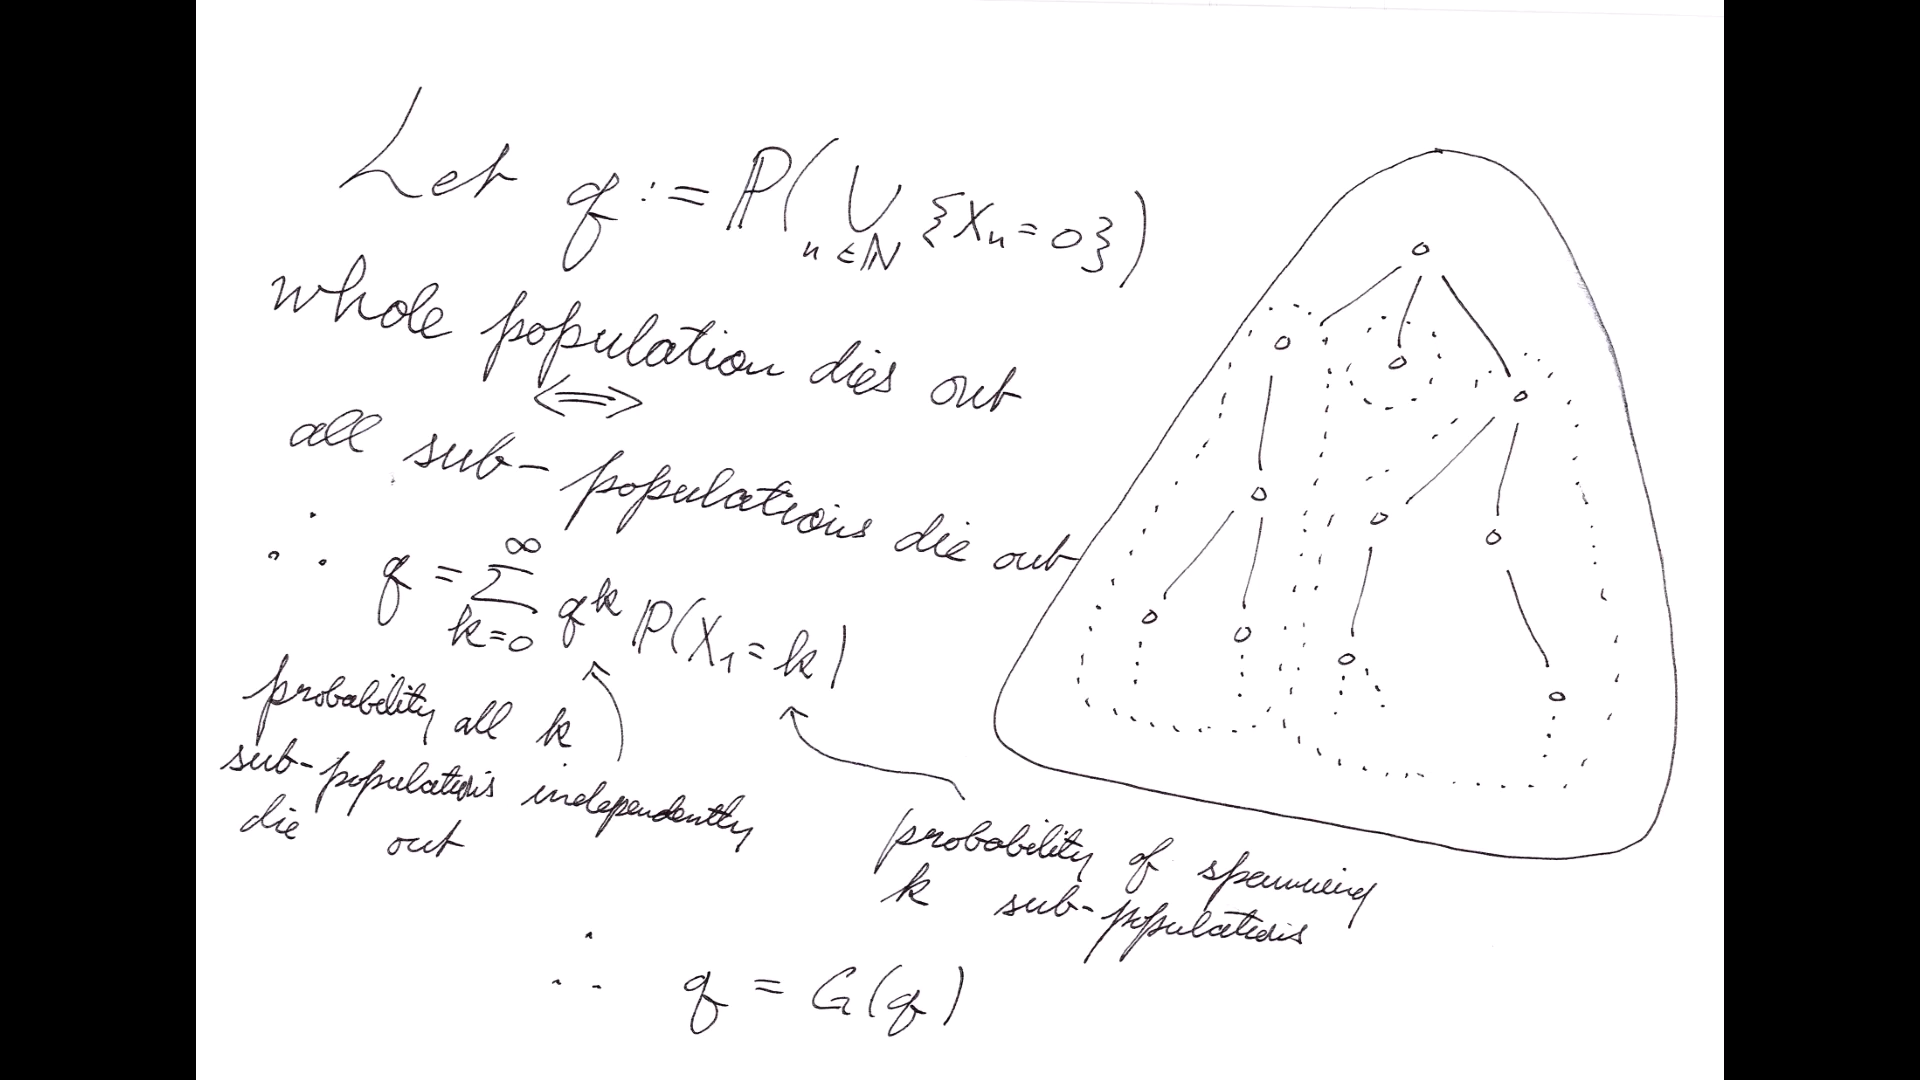 Let q := ℙ(⋃_{n∈ℕ} {X_n = 0})
whole population dies out
⟺
all sub-populations die out
∴ q = ∑_{k=0}^{∞} q^k ℙ(X_1 = k)
probability all k
sub-populations independently
die out
probability of spawning
k sub-populations
∴ q = G(q)